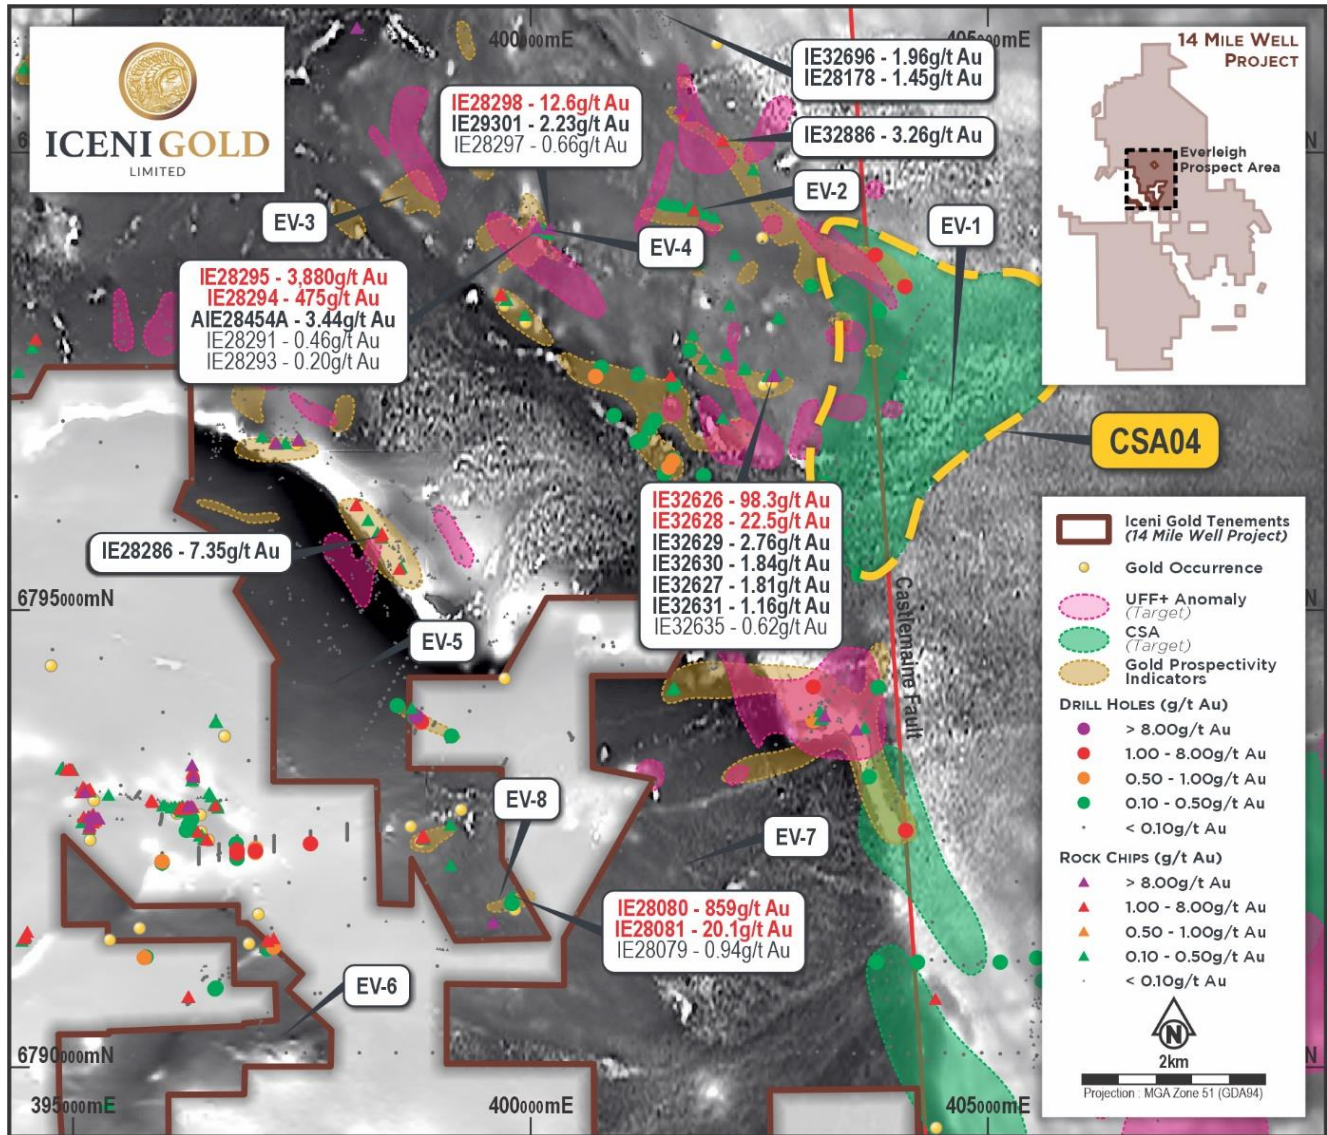 ICENI GOLD
LIMITED
400000mE
405000mE
IE32696 - 1.96g/t Au
IE28178 - 1.45g/t Au
14 MILE WELL
PROJECT
Everleigh
Prospect Area
IE28298 - 12.6g/t Au
IE29301 - 2.23g/t Au
IE28297 - 0.66g/t Au
IE32886 - 3.26g/t Au
EV-3
EV-2
EV-4
EV-1
IE28295 - 3,880g/t Au
IE28294 - 475g/t Au
AIE28454A - 3.44g/t Au
IE28291 - 0.46g/t Au
IE28293 - 0.20g/t Au
CSA04
IE32626 - 98.3g/t Au
IE32628 - 22.5g/t Au
IE32629 - 2.76g/t Au
IE32630 - 1.84g/t Au
IE32627 - 1.81g/t Au
IE32631 - 1.16g/t Au
IE32635 - 0.62g/t Au
IE28286 - 7.35g/t Au
6795000mN
N
Castlemaine Fault
EV-5
EV-8
EV-7
IE28080 - 859g/t Au
IE28081 - 20.1g/t Au
IE28079 - 0.94g/t Au
EV-6
6790000mN
N
395000mE
400000mE
405000mE
Iceni Gold Tenements
(14 Mile Well Project)
Gold Occurrence
UFF+ Anomaly
(Target)
CSA
(Target)
Gold Prospectivity
Indicators
DRILL HOLES (g/t Au)
> 8.00g/t Au
1.00 - 8.00g/t Au
0.50 - 1.00g/t Au
0.10 - 0.50g/t Au
< 0.10g/t Au
ROCK CHIPS (g/t Au)
> 8.00g/t Au
1.00 - 8.00g/t Au
0.50 - 1.00g/t Au
0.10 - 0.50g/t Au
< 0.10g/t Au
N
2km
Projection : MGA Zone 51 (GDA94)